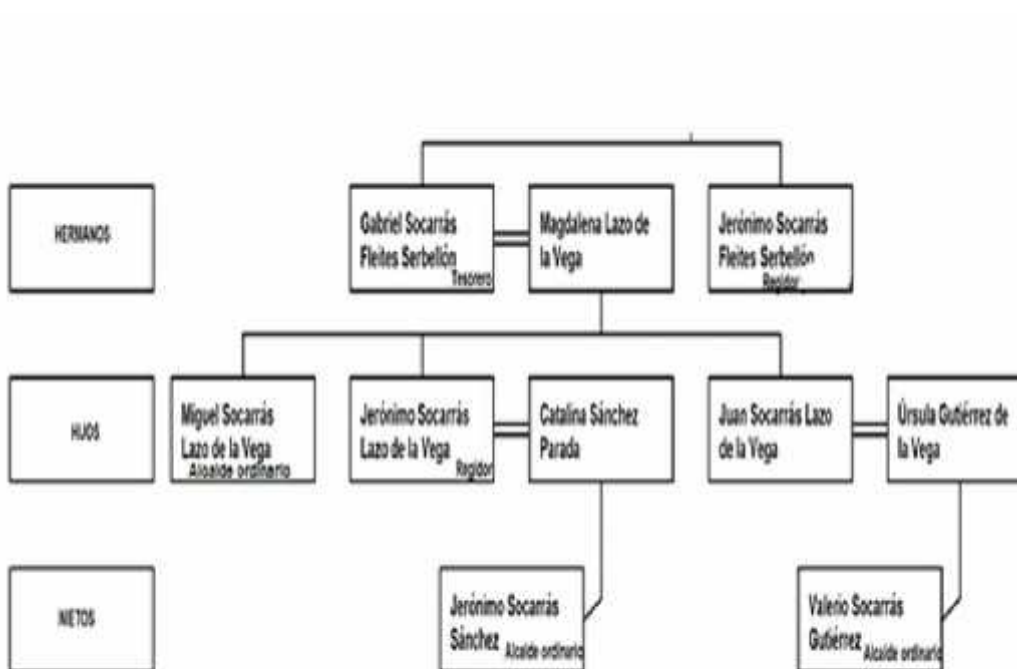 HERMANOS
Gabriel Socarrás
Fleites Serbellón
Tesorero
Magdalena Lazo de
la Vega
Jerónimo Socarrás
Fleites Serbellón
Regidor
HIJOS
Miguel Socarrás
Lazo de la Vega
Alcalde ordinario
Jerónimo Socarrás
Lazo de la Vega
Regidor
Catalina Sánchez
Parada
Juan Socarrás Lazo
de la Vega
Úrsula Gutiérrez de
la Vega
NIETOS
Jerónimo Socarrás
Sánchez
Alcalde ordinario
Valerio Socarrás
Gutiérrez
Alcalde ordinario